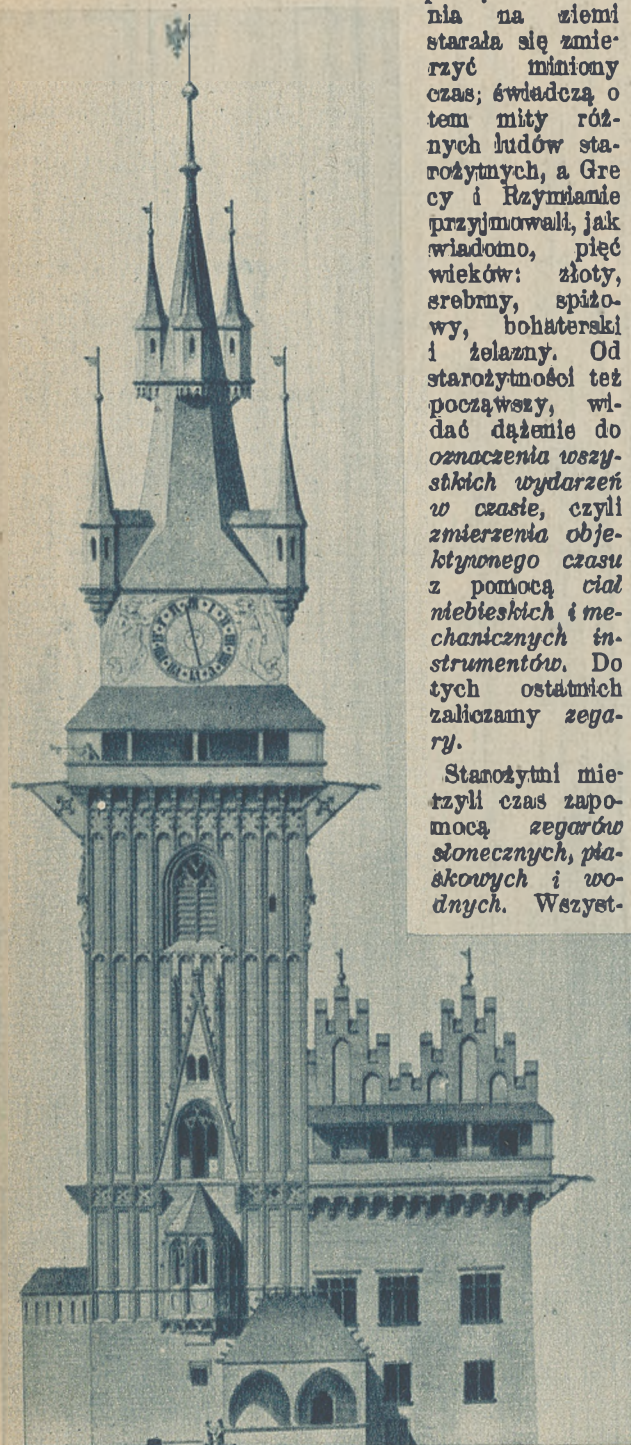 nia na ziemi
starała się zmie-
rzyć miniony
czas; świadczą o
tem mity róż-
nych ludów sta-
rożytnych, a Gre
cy i Rzymianie
przyjmowali, jak
wiadomo, pięć
wieków: złoty,
srebrny, spiżo-
wy, bohaterski
i żelazny. Od
starożytności też
począwszy, wi-
dać dążenie do
oznaczenia wszy-
stkich wydarzeń
w czasie, czyli
zmierzenia obje-
ktywnego czasu
z pomocą ciał
niebieskich i me-
chanicznych in-
strumentów. Do
tych ostatnich
zaliczamy zega-
ry.
Starożytni mie-
rzyli czas zapo-
mocą zegarów
słonecznych, pia-
skowych i wo-
dnych. Wszyst-